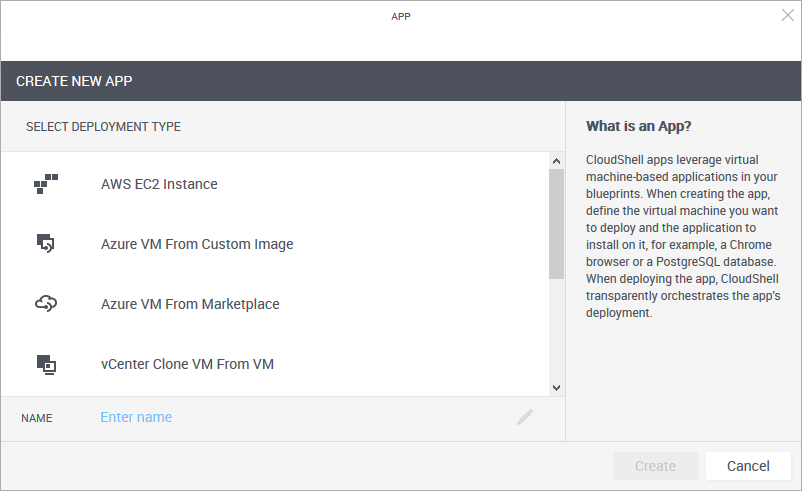 APP
CREATE NEW APP
SELECT DEPLOYMENT TYPE
AWS EC2 Instance
Azure VM From Custom Image
Azure VM From Marketplace
vCenter Clone VM From VM
NAME
Enter name
What is an App?
CloudShell apps leverage virtual
machine-based applications in your
blueprints. When creating the app,
define the virtual machine you want
to deploy and the application to
install on it, for example, a Chrome
browser or a PostgreSQL database.
When deploying the app, CloudShell
transparently orchestrates the app's
deployment.
Create
Cancel